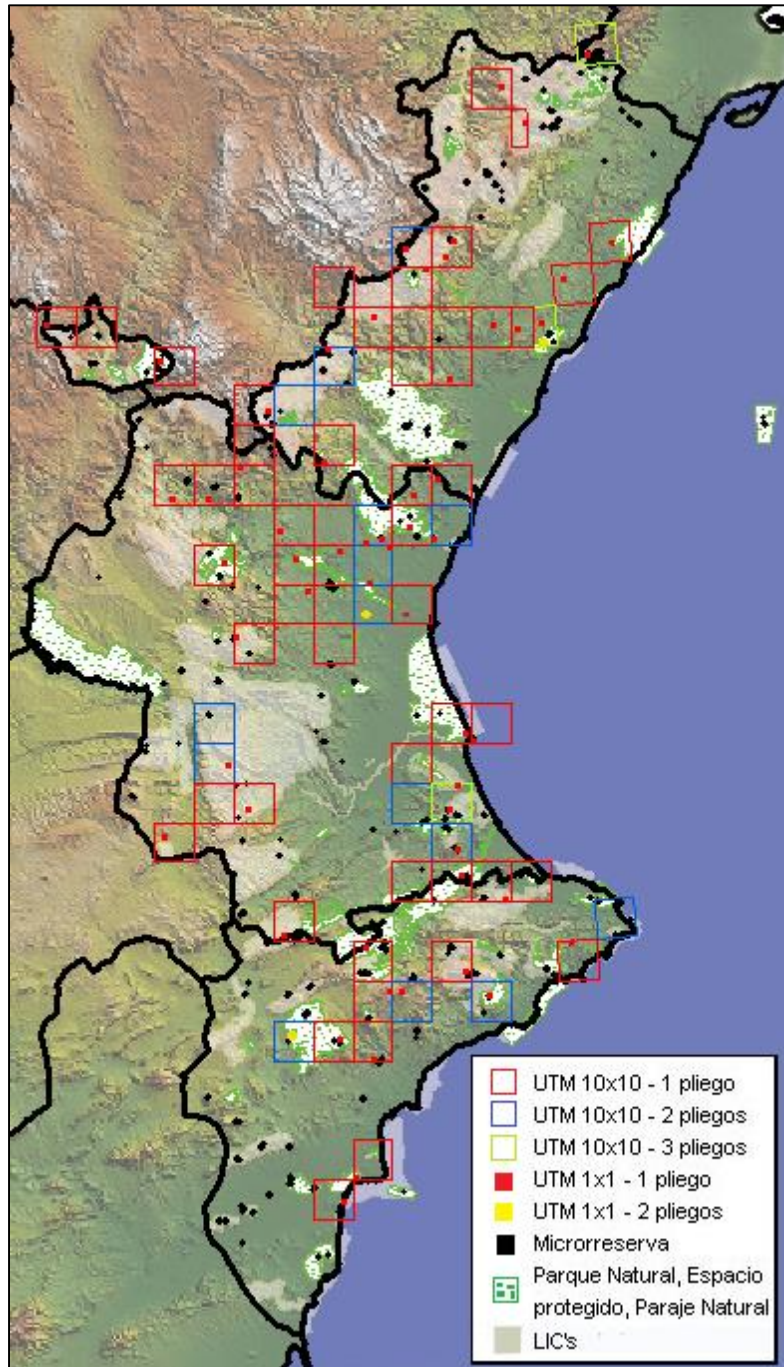 UTM 10x10 - 1 pliego
UTM 10x10 - 2 pliegos
UTM 10x10 - 3 pliegos
UTM 1x1 - 1 pliego
UTM 1x1 - 2 pliegos
Microrreserva
Parque Natural, Espacio
protegido, Paraje Natural
LIC's